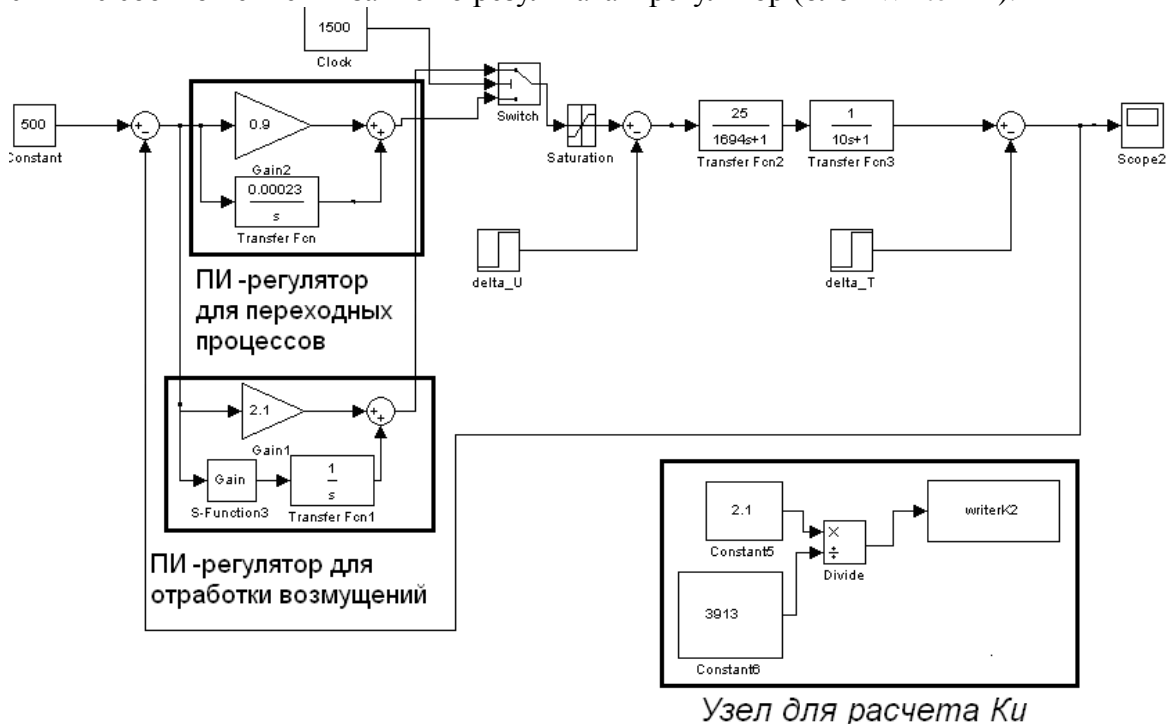 1500
Clock
500
Constant
0.9
Gain2
0.00023
s
Transfer Fcn
Switch
Saturation
25
1694s+1
Transfer Fcn2
1
10s+1
Transfer Fcn3
Scope2
delta_U
delta_T
ПИ -регулятор
для переходных
процессов
2.1
Gain1
Gain
S-Function3
1
s
Transfer Fcn1
ПИ -регулятор для
отработки возмущений
2.1
Constant5
3913
Constant6
Divide
writerK2
Узел для расчета Ku